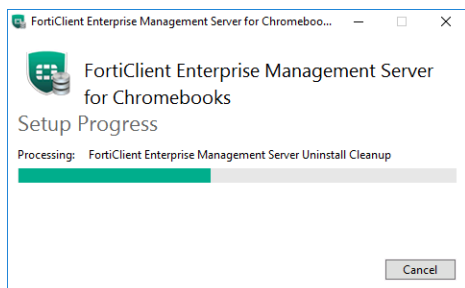 FortiClient Enterprise Management Server for Chromeboo...
FortiClient Enterprise Management Server
for Chromebooks
Setup Progress
Processing: FortiClient Enterprise Management Server Uninstall Cleanup
Cancel